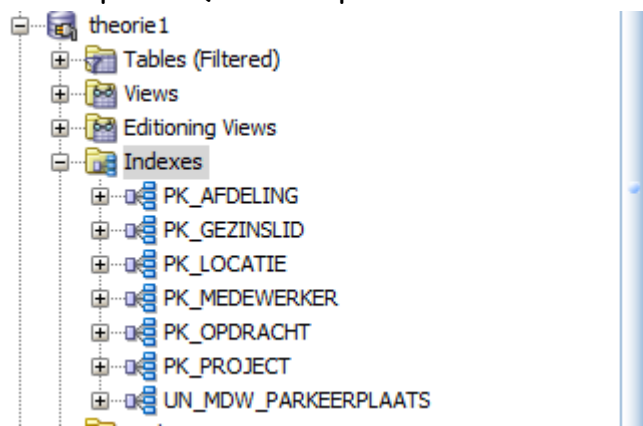 theorie1
Tables (Filtered)
Views
Editioning Views
Indexes
PK_AFDELING
PK_GEZINSLID
PK_LOCATIE
PK_MEDEWERKER
PK_OPDRACHT
PK_PROJECT
UN_MDW_PARKEERPLAATS